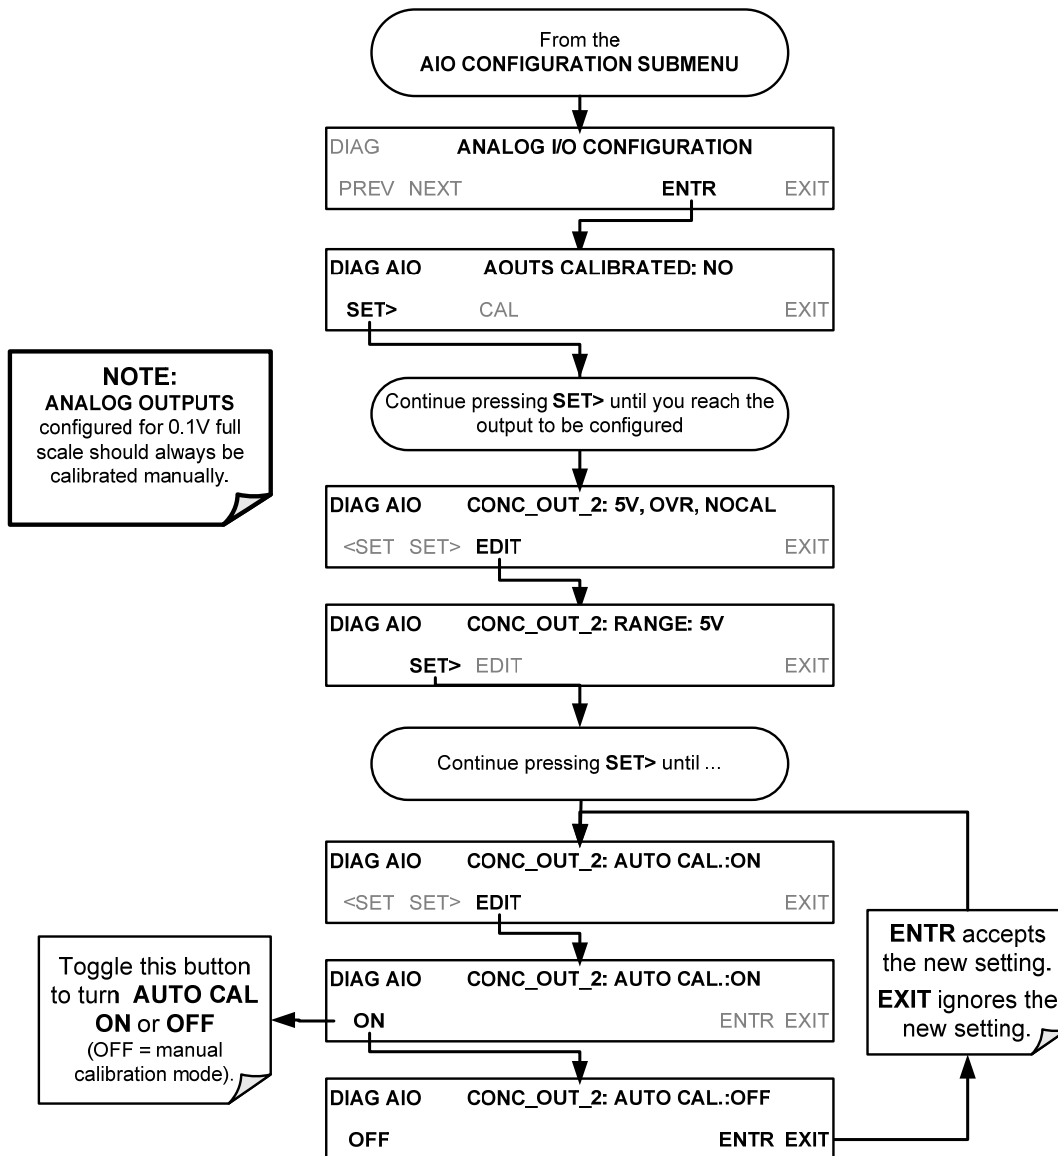 From the
AIO CONFIGURATION SUBMENU
DIAG ANALOG I/O CONFIGURATION
PREV NEXT ENTR EXIT
DIAG AIO AOUTS CALIBRATED: NO
SET> CAL EXIT
NOTE:
ANALOG OUTPUTS
configured for 0.1V full
scale should always be
calibrated manually.
Continue pressing SET> until you reach the
output to be configured
DIAG AIO CONC_OUT_2: 5V, OVR, NOCAL
<SET SET> EDIT EXIT
DIAG AIO CONC_OUT_2: RANGE: 5V
SET> EDIT EXIT
Continue pressing SET> until ...
DIAG AIO CONC_OUT_2: AUTO CAL.:ON
<SET SET> EDIT EXIT
Toggle this button
to turn AUTO CAL
ON or OFF
(OFF = manual
calibration mode).
DIAG AIO CONC_OUT_2: AUTO CAL.:ON
ON ENTR EXIT
ENTR accepts
the new setting.
EXIT ignores the
new setting.
DIAG AIO CONC_OUT_2: AUTO CAL.:OFF
OFF ENTR EXIT